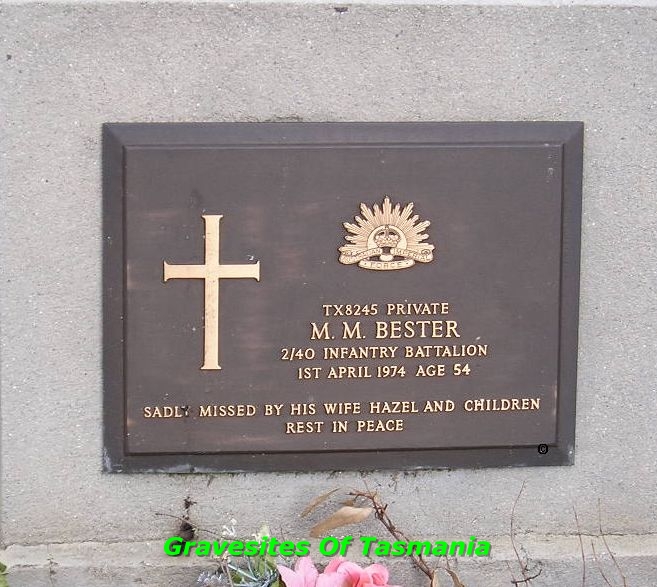 TX8245 PRIVATE
M. M. BESTER
2/40 INFANTRY BATTALION
1ST APRIL 1974 AGE 54
SADLY MISSED BY HIS WIFE HAZEL AND CHILDREN
REST IN PEACE
Gravesites Of Tasmania